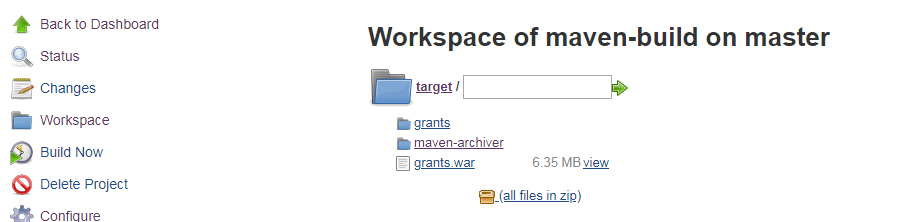 Back to Dashboard
Status
Changes
Workspace
Build Now
Delete Project
Configure
Workspace of maven-build on master
target /
grants
maven-archiver
grants.war 6.35 MB view
(all files in zip)